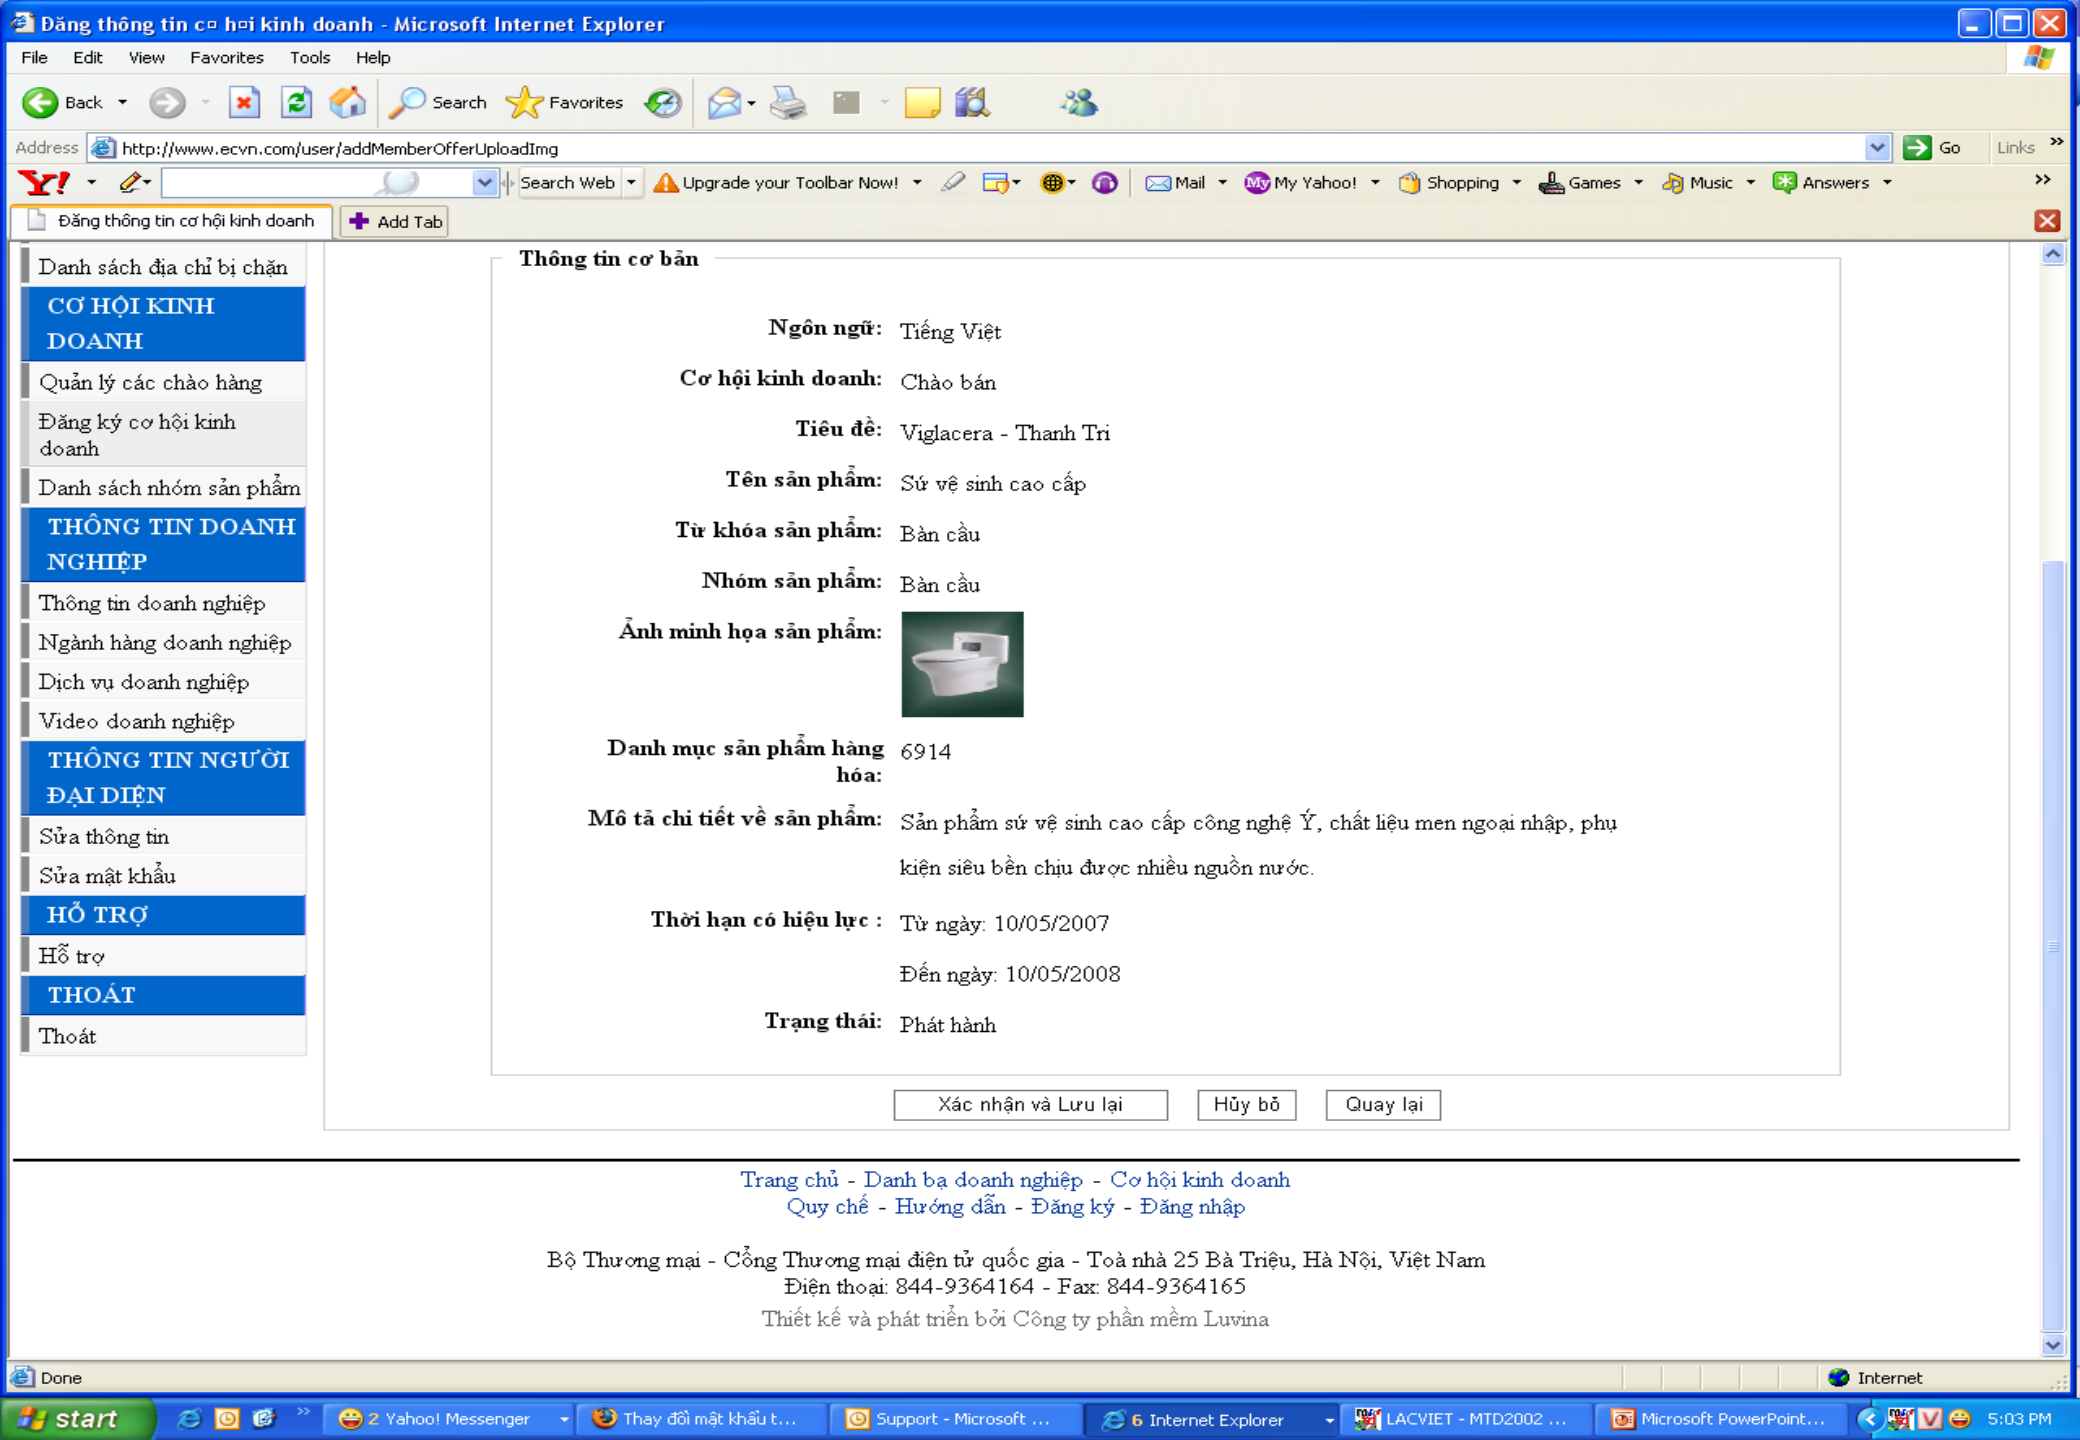 Đăng thông tin c¤ h¤i kinh doanh - Microsoft Internet Explorer
File Edit View Favorites Tools Help
Back Search Favorites
Address http://www.ecvn.com/user/addMemberOfferUploadImg Go Links »
Y! Search Web Upgrade your Toolbar Now! Mail My My Yahoo! Shopping Games Music Answers »
Đăng thông tin cơ hội kinh doanh Add Tab
Danh sách địa chỉ bị chặn
CƠ HỘI KINH
DOANH
Quản lý các chào hàng
Đăng ký cơ hội kinh
doanh
Danh sách nhóm sản phẩm
THÔNG TIN DOANH
NGHIỆP
Thông tin doanh nghiệp
Ngành hàng doanh nghiệp
Dịch vụ doanh nghiệp
Video doanh nghiệp
THÔNG TIN NGƯỜI
ĐẠI DIỆN
Sửa thông tin
Sửa mật khẩu
HỖ TRỢ
Hỗ trợ
THOÁT
Thoát
Thông tin cơ bản
Ngôn ngữ: Tiếng Việt
Cơ hội kinh doanh: Chào bán
Tiêu đề: Viglacera - Thanh Tri
Tên sản phẩm: Sứ vệ sinh cao cấp
Từ khóa sản phẩm: Bàn cầu
Nhóm sản phẩm: Bàn cầu
Ảnh minh họa sản phẩm:
Danh mục sản phẩm hàng 6914
hóa:
Mô tả chi tiết về sản phẩm: Sản phẩm sứ vệ sinh cao cấp công nghệ Ý, chất liệu men ngoại nhập, phụ
kiện siêu bền chịu được nhiều nguồn nước.
Thời hạn có hiệu lực : Từ ngày: 10/05/2007
Đến ngày: 10/05/2008
Trạng thái: Phát hành
Xác nhận và Lưu lại Hủy bỏ Quay lại
Trang chủ - Danh bạ doanh nghiệp - Cơ hội kinh doanh
Quy chế - Hướng dẫn - Đăng ký - Đăng nhập
Bộ Thương mại - Cổng Thương mại điện tử quốc gia - Toà nhà 25 Bà Triệu, Hà Nội, Việt Nam
Điện thoại: 844-9364164 - Fax: 844-9364165
Thiết kế và phát triển bởi Công ty phần mềm Luvina
Done Internet
start » 2 Yahoo! Messenger Thay đổi mật khẩu t... Support - Microsoft ... 6 Internet Explorer LACVIET - MTD2002 ... Microsoft PowerPoint... V 5:03 PM